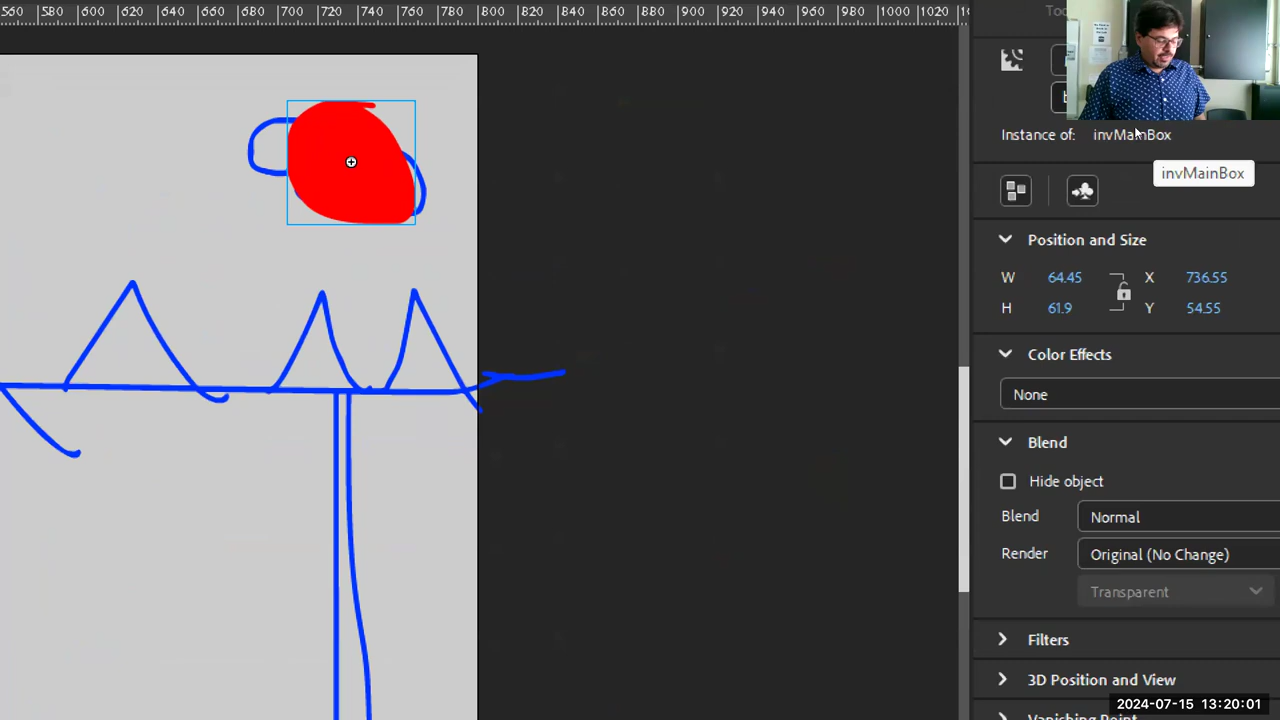 560 580 600 620 640 660 680 700 720 740 760 780 800 820 840 860 880 900 920 940 960 980 1000 1020
Instance of: invMainBox
invMainBox
Position and Size
W 64.45 X 736.55
H 61.9 Y 54.55
Color Effects
None
Blend
Hide object
Blend Normal
Render Original (No Change)
Transparent
Filters
3D Position and View
2024-07-15 13:20:01
Vanishing Point